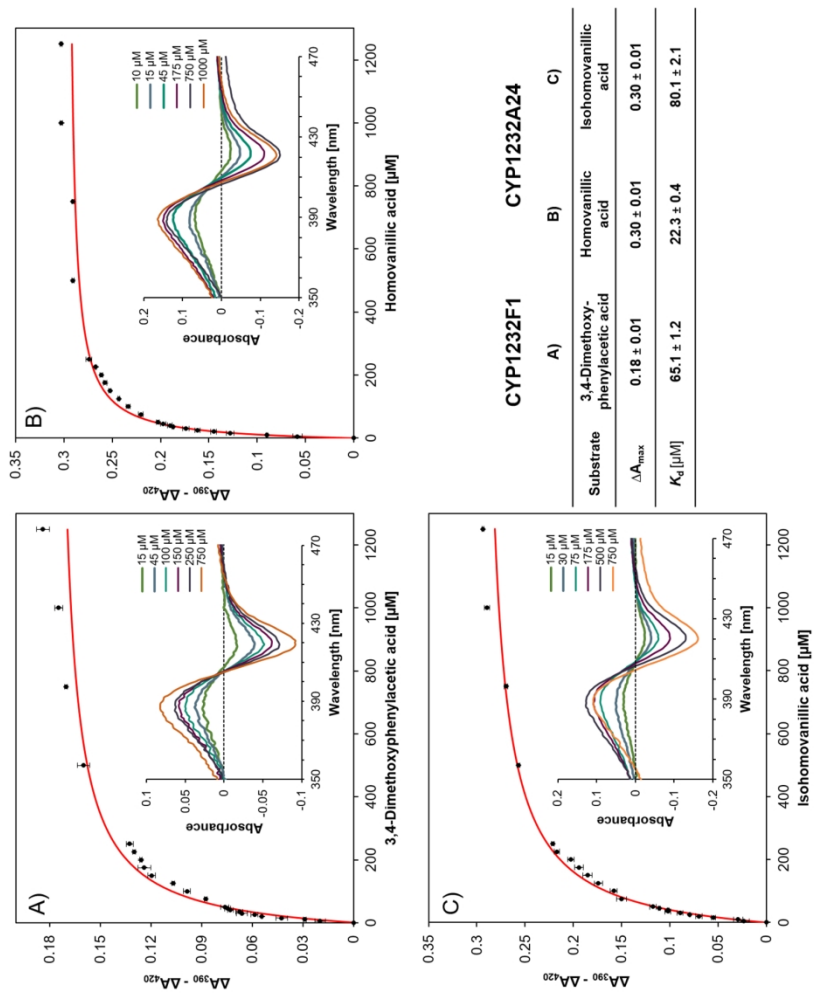 A)
ΔA390 - ΔA420
0.18
0.15
0.12
0.09
0.06
0.03
0
0 200 400 600 800 1000 1200
3,4-Dimethoxyphenylacetic acid [µM]
Absorbance
0.1
0.05
0
-0.05
-0.1
350 390 430 470
Wavelength [nm]
15 µM
45 µM
100 µM
150 µM
250 µM
750 µM
B)
ΔA390 - ΔA420
0.35
0.3
0.25
0.2
0.15
0.1
0.05
0
0 200 400 600 800 1000 1200
Homovanillic acid [µM]
Absorbance
0.2
0.1
0
-0.1
-0.2
350 390 430 470
Wavelength [nm]
10 µM
15 µM
45 µM
175 µM
750 µM
1000 µM
C)
ΔA390 - ΔA420
0.35
0.3
0.25
0.2
0.15
0.1
0.05
0
0 200 400 600 800 1000 1200
Isohomovanillic acid [µM]
Absorbance
0.2
0.1
0
-0.1
-0.2
350 390 430 470
Wavelength [nm]
15 µM
30 µM
75 µM
175 µM
500 µM
750 µM
CYP1232F1 CYP1232A24
A) B) C)
Substrate 3,4-Dimethoxy-phenylacetic acid Homovanillic acid Isohomovanillic acid
ΔAmax 0.18 ± 0.01 0.30 ± 0.01 0.30 ± 0.01
Kd [µM] 65.1 ± 1.2 22.3 ± 0.4 80.1 ± 2.1